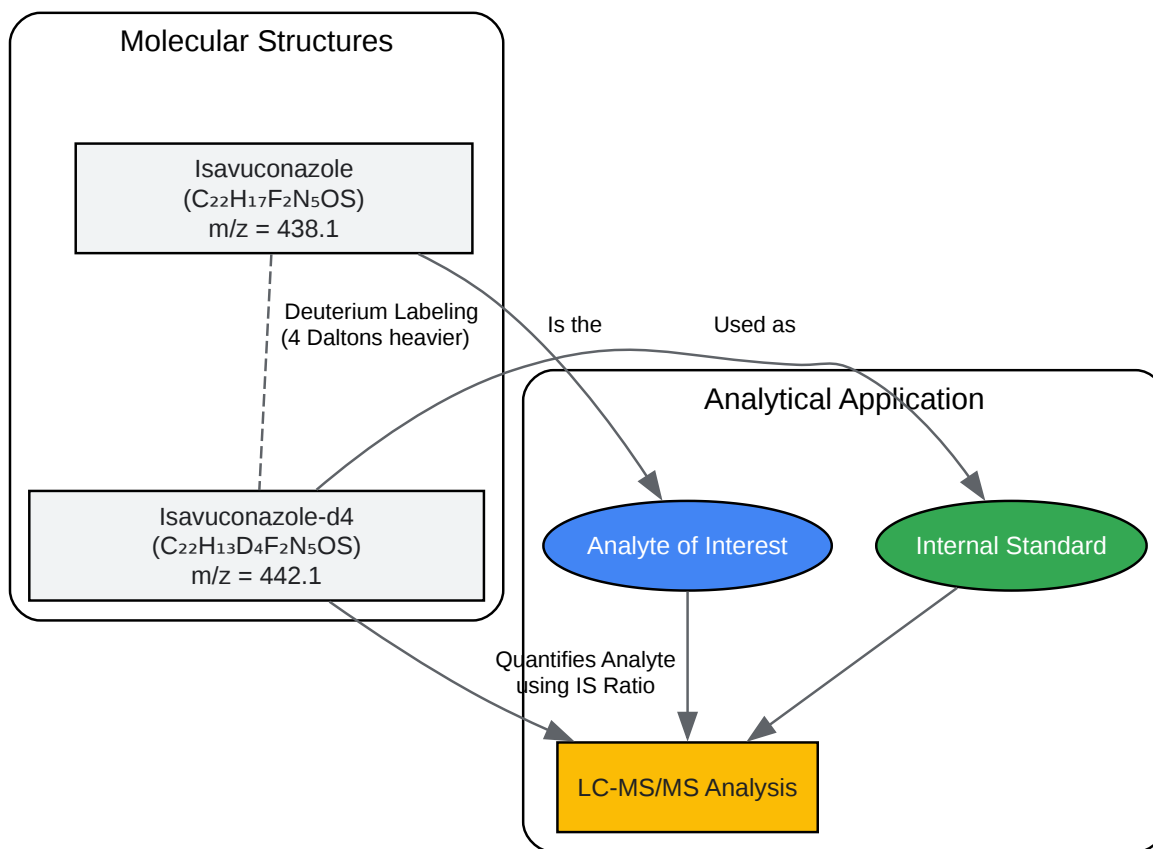 Molecular Structures
Isavuconazole
(C₂₂H₁₇F₂N₅OS)
m/z = 438.1
Deuterium Labeling
(4 Daltons heavier)
Is the
Used as
Analytical Application
Isavuconazole-d4
(C₂₂H₁₃D₄F₂N₅OS)
m/z = 442.1
Analyte of Interest
Internal Standard
Quantifies Analyte
using IS Ratio
LC-MS/MS Analysis